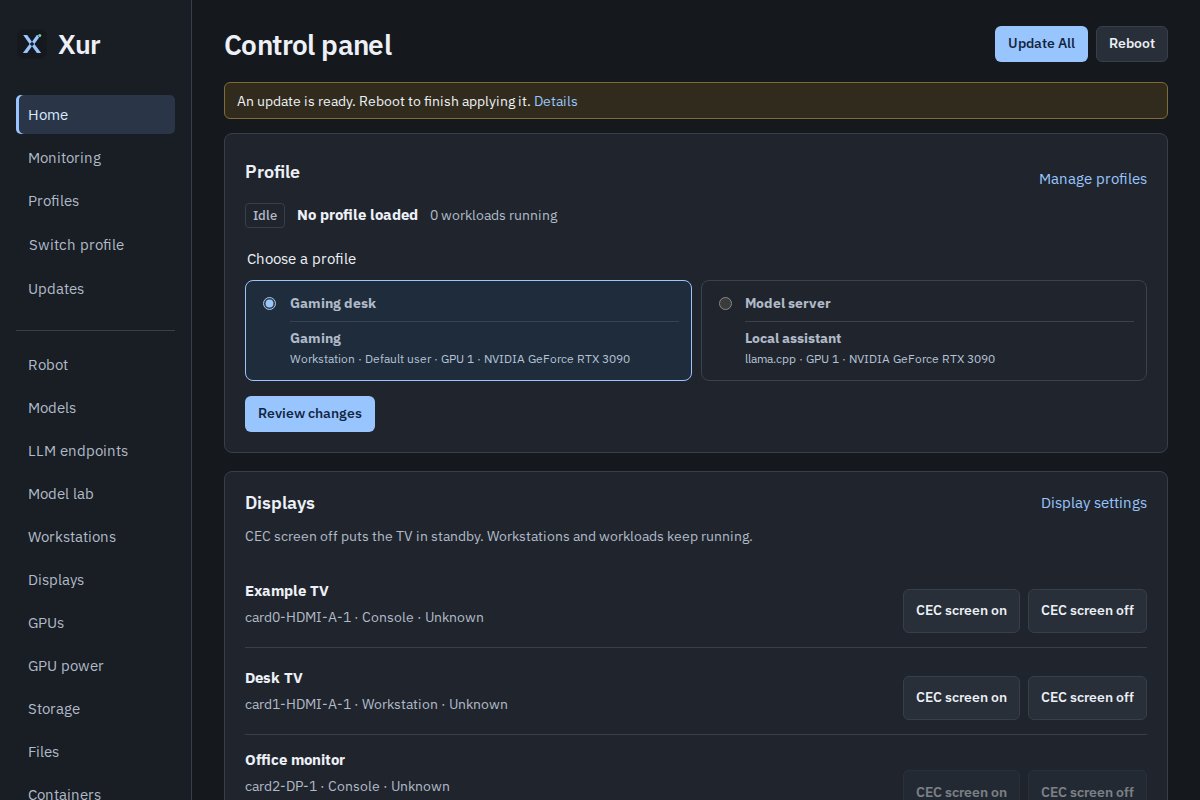 Xur
Home
Monitoring
Profiles
Switch profile
Updates
Robot
Models
LLM endpoints
Model lab
Workstations
Displays
GPUs
GPU power
Storage
Files
Containers
Control panel
Update All
Reboot
An update is ready. Reboot to finish applying it. Details
Profile
Manage profiles
Idle No profile loaded 0 workloads running
Choose a profile
Gaming desk
Gaming
Workstation · Default user · GPU 1 · NVIDIA GeForce RTX 3090
Model server
Local assistant
llama.cpp · GPU 1 · NVIDIA GeForce RTX 3090
Review changes
Displays
Display settings
CEC screen off puts the TV in standby. Workstations and workloads keep running.
Example TV
card0-HDMI-A-1 · Console · Unknown
CEC screen on
CEC screen off
Desk TV
card1-HDMI-A-1 · Workstation · Unknown
CEC screen on
CEC screen off
Office monitor
card2-DP-1 · Console · Unknown
CEC screen on
CEC screen off